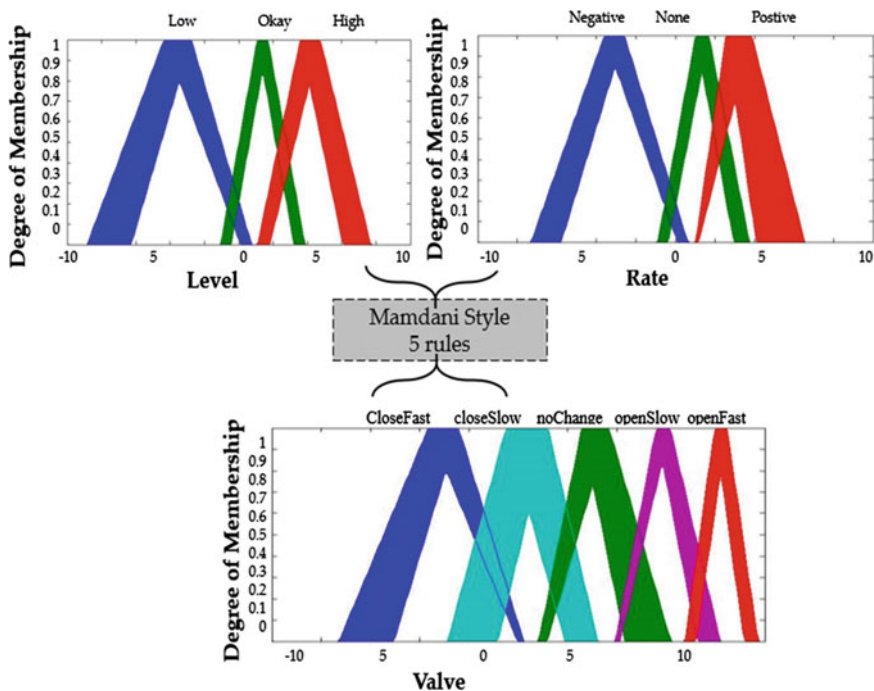 Low Okay High
Degree of Membership
1
0.9
0.8
0.7
0.6
0.5
0.4
0.3
0.2
0.1
0
-10 5 0 5 10
Level
Negative None Postive
Degree of Membership
1
0.9
0.8
0.7
0.6
0.5
0.4
0.3
0.2
0.1
0
-10 5 0 5 10
Rate
Mamdani Style
5 rules
CloseFast closeSlow noChange openSlow openFast
Degree of Membership
1
0.9
0.8
0.7
0.6
0.5
0.4
0.3
0.2
0.1
0
-10 5 0 5 10
Valve